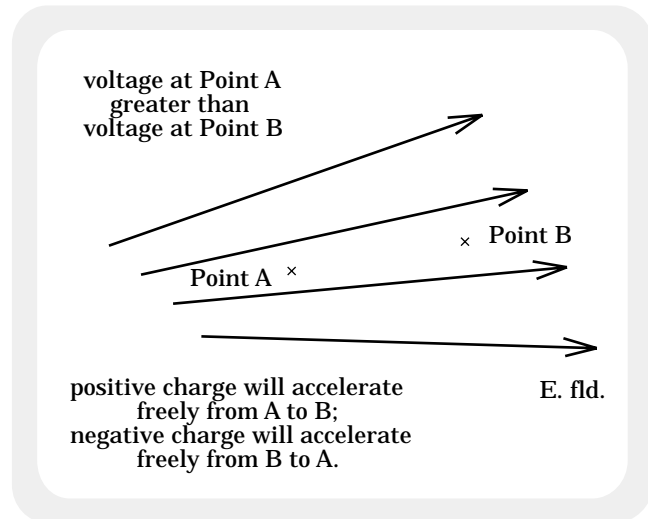 voltage at Point A
greater than
voltage at Point B
Point B
Point A
positive charge will accelerate
freely from A to B;
negative charge will accelerate
freely from B to A.
E. fld.